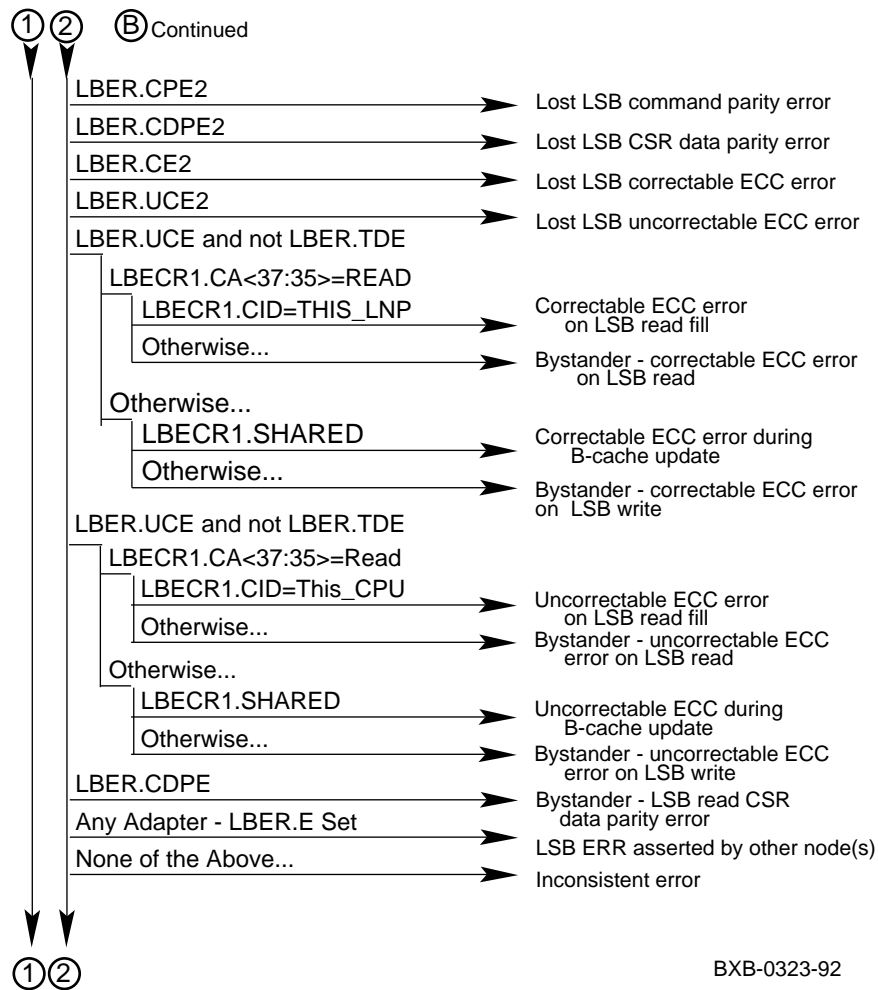 1 2 B Continued
LBER.CPE2
Lost LSB command parity error
LBER.CDPE2
Lost LSB CSR data parity error
LBER.CE2
Lost LSB correctable ECC error
LBER.UCE2
Lost LSB uncorrectable ECC error
LBER.UCE and not LBER.TDE
LBECR1.CA<37:35>=READ
LBECR1.CID=THIS_LNP
Correctable ECC error
on LSB read fill
Otherwise...
Bystander - correctable ECC error
on LSB read
Otherwise...
LBECR1.SHARED
Correctable ECC error during
B-cache update
Otherwise...
Bystander - correctable ECC error
on LSB write
LBER.UCE and not LBER.TDE
LBECR1.CA<37:35>=Read
LBECR1.CID=This_CPU
Uncorrectable ECC error
on LSB read fill
Otherwise...
Bystander - uncorrectable ECC
error on LSB read
Otherwise...
LBECR1.SHARED
Uncorrectable ECC during
B-cache update
Otherwise...
Bystander - uncorrectable ECC
error on LSB write
LBER.CDPE
Bystander - LSB read CSR
data parity error
Any Adapter - LBER.E Set
LSB ERR asserted by other node(s)
None of the Above...
Inconsistent error
1 2
BXB-0323-92